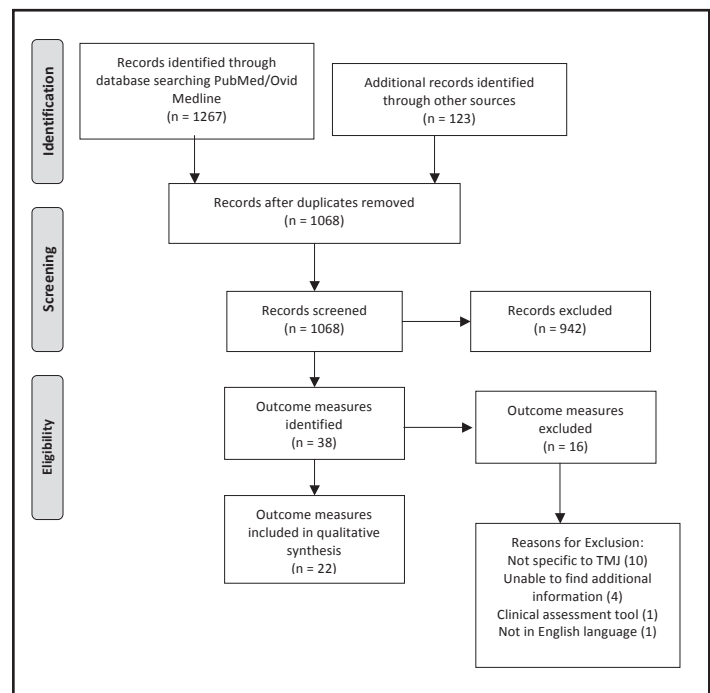 Identification
Records identified through
database searching PubMed/Ovid
Medline
(n = 1267)
Additional records identified
through other sources
(n = 123)
Records after duplicates removed
(n = 1068)
Screening
Records screened
(n = 1068)
Records excluded
(n = 942)
Eligibility
Outcome measures
identified
(n = 38)
Outcome measures
excluded
(n = 16)
Outcome measures
included in qualitative
synthesis
(n = 22)
Reasons for Exclusion:
Not specific to TMJ (10)
Unable to find additional
information (4)
Clinical assessment tool (1)
Not in English language (1)